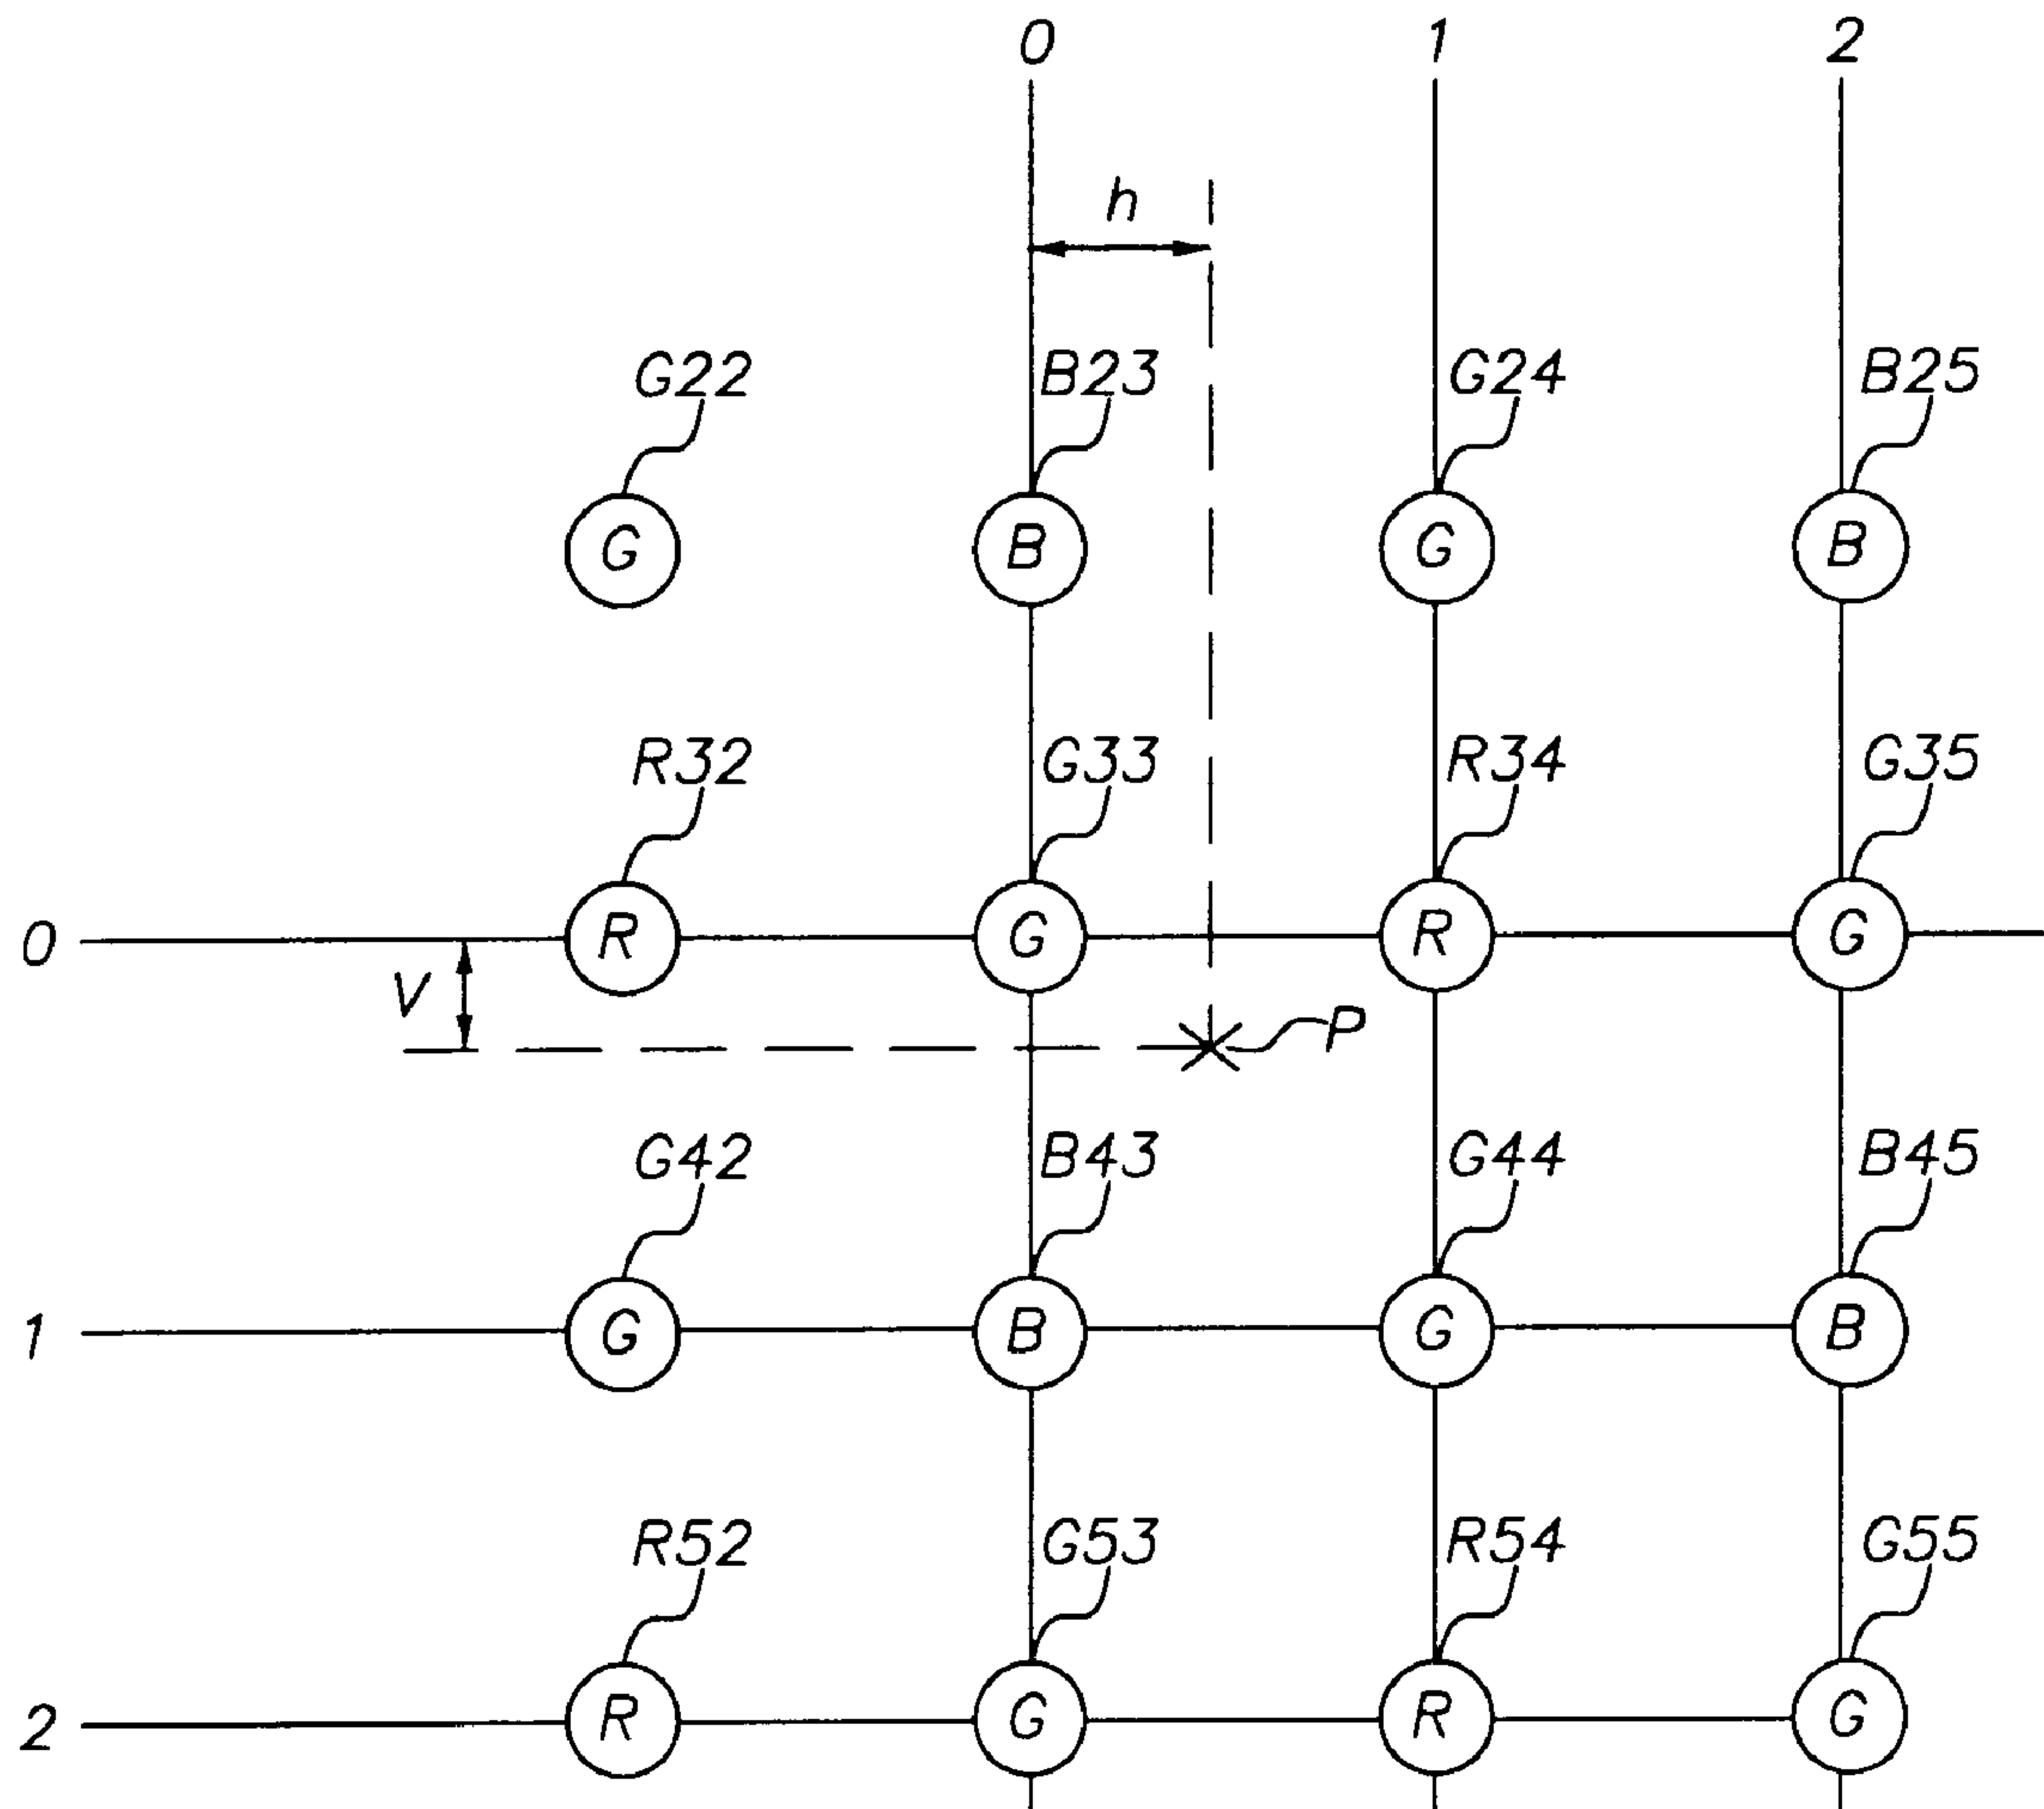 0 1 2
h
G22 B23 G24 B25
G B G B
R32 G33 R34 G35
0 R G R G
V P
G42 B43 G44 B45
1 G B G B
R52 G53 R54 G55
2 R G R G